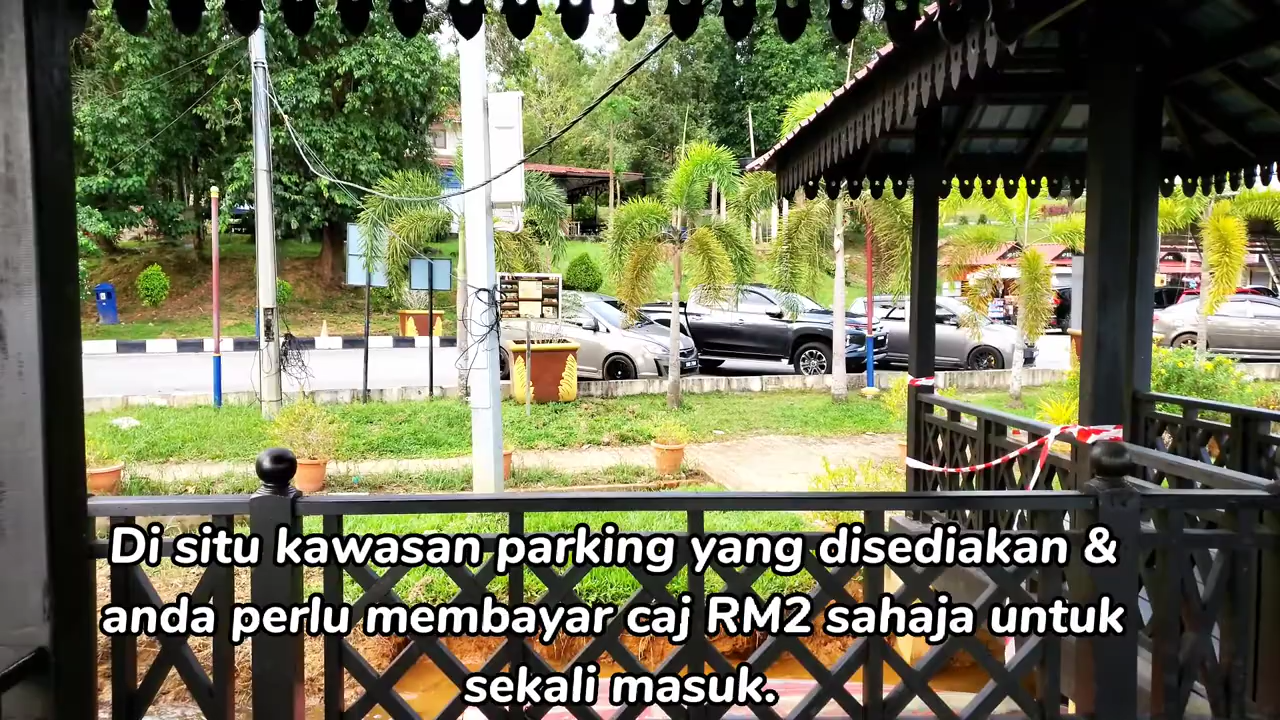 Di situ kawasan parking yang disediakan &
anda perlu membayar caj RM2 sahaja untuk
sekali masuk.